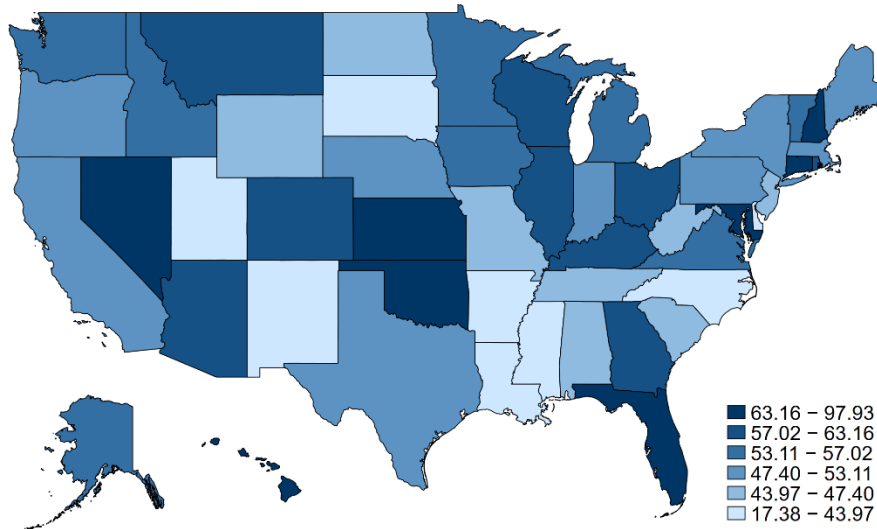 63.16 − 97.93
57.02 − 63.16
53.11 − 57.02
47.40 − 53.11
43.97 − 47.40
17.38 − 43.97